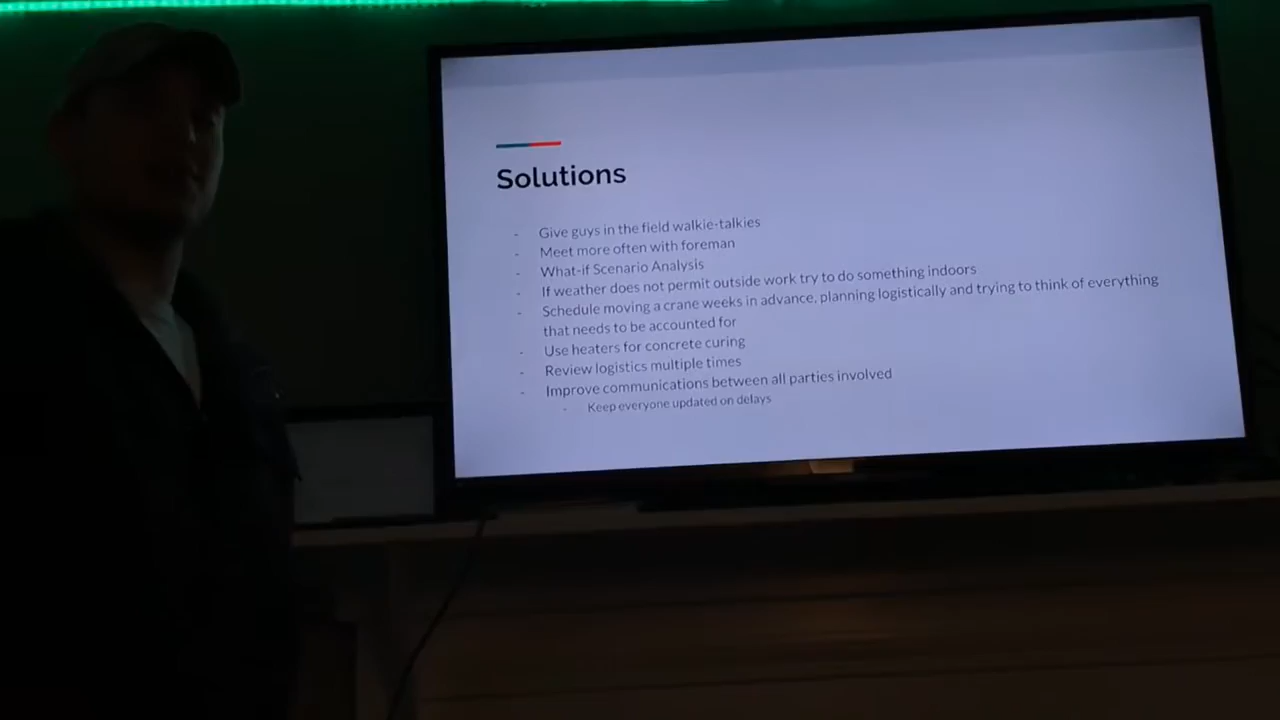 Solutions
- Give guys in the field walkie-talkies
- Meet more often with foreman
- What-if Scenario Analysis
- If weather does not permit outside work try to do something indoors
- Schedule moving a crane weeks in advance, planning logistically and trying to think of everything
that needs to be accounted for
- Use heaters for concrete curing
- Review logistics multiple times
- Improve communications between all parties involved
- Keep everyone updated on delays